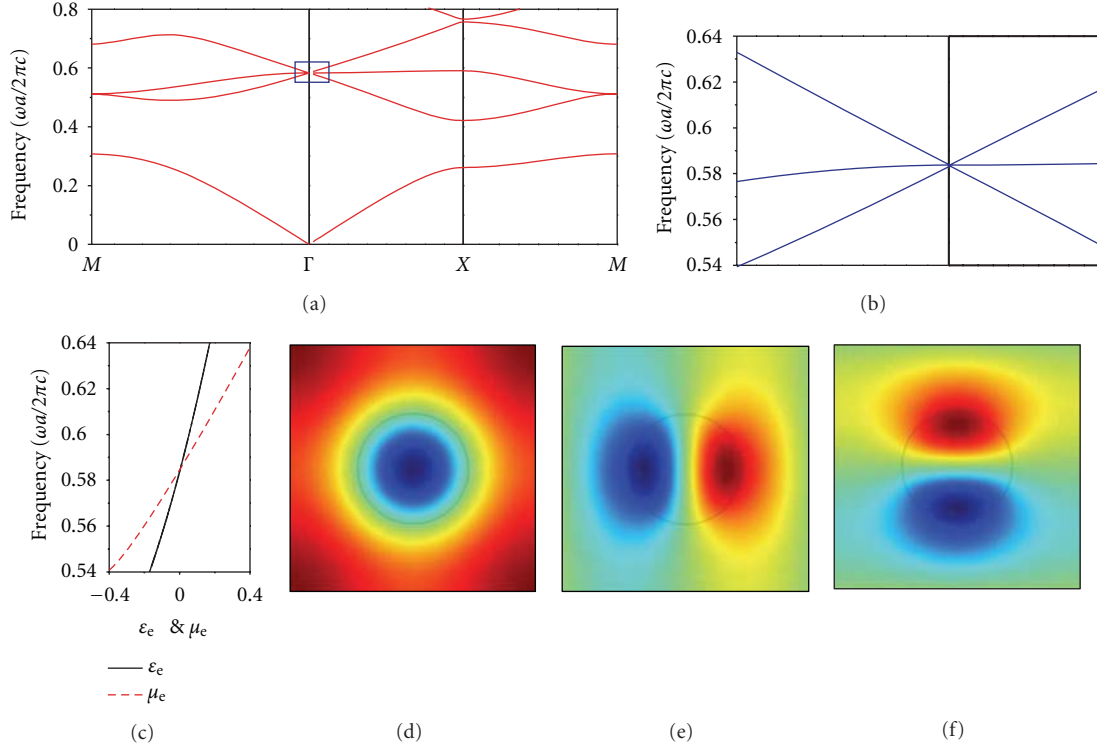 0.8
0.6
0.4
0.2
0
Frequency (ωa/2πc)
M Γ X M
(a)
0.64
0.62
0.6
0.58
0.56
0.54
Frequency (ωa/2πc)
(b)
0.64
0.62
0.6
0.58
0.56
0.54
Frequency (ωa/2πc)
−0.4 0 0.4
εe & μe
εe
μe
(c)
(d)
(e)
(f)